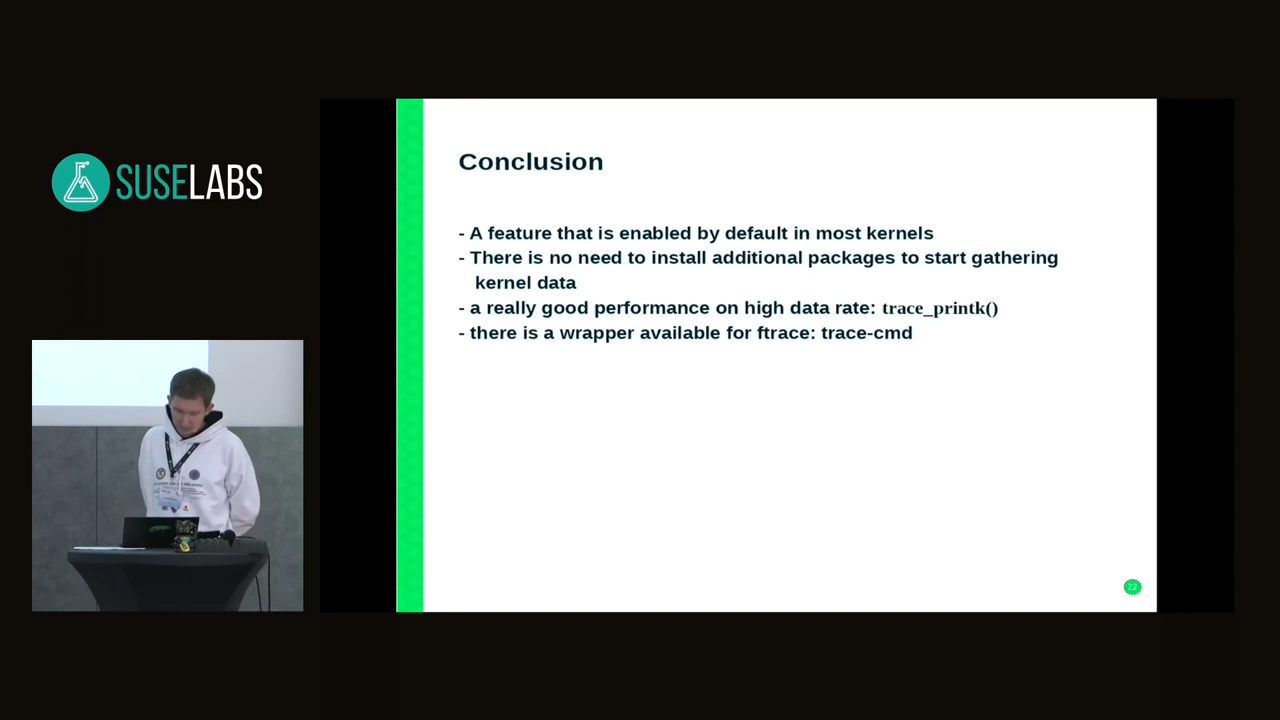 SUSELABS
Conclusion
- A feature that is enabled by default in most kernels
- There is no need to install additional packages to start gathering
kernel data
- a really good performance on high data rate: trace_printk()
- there is a wrapper available for ftrace: trace-cmd
22